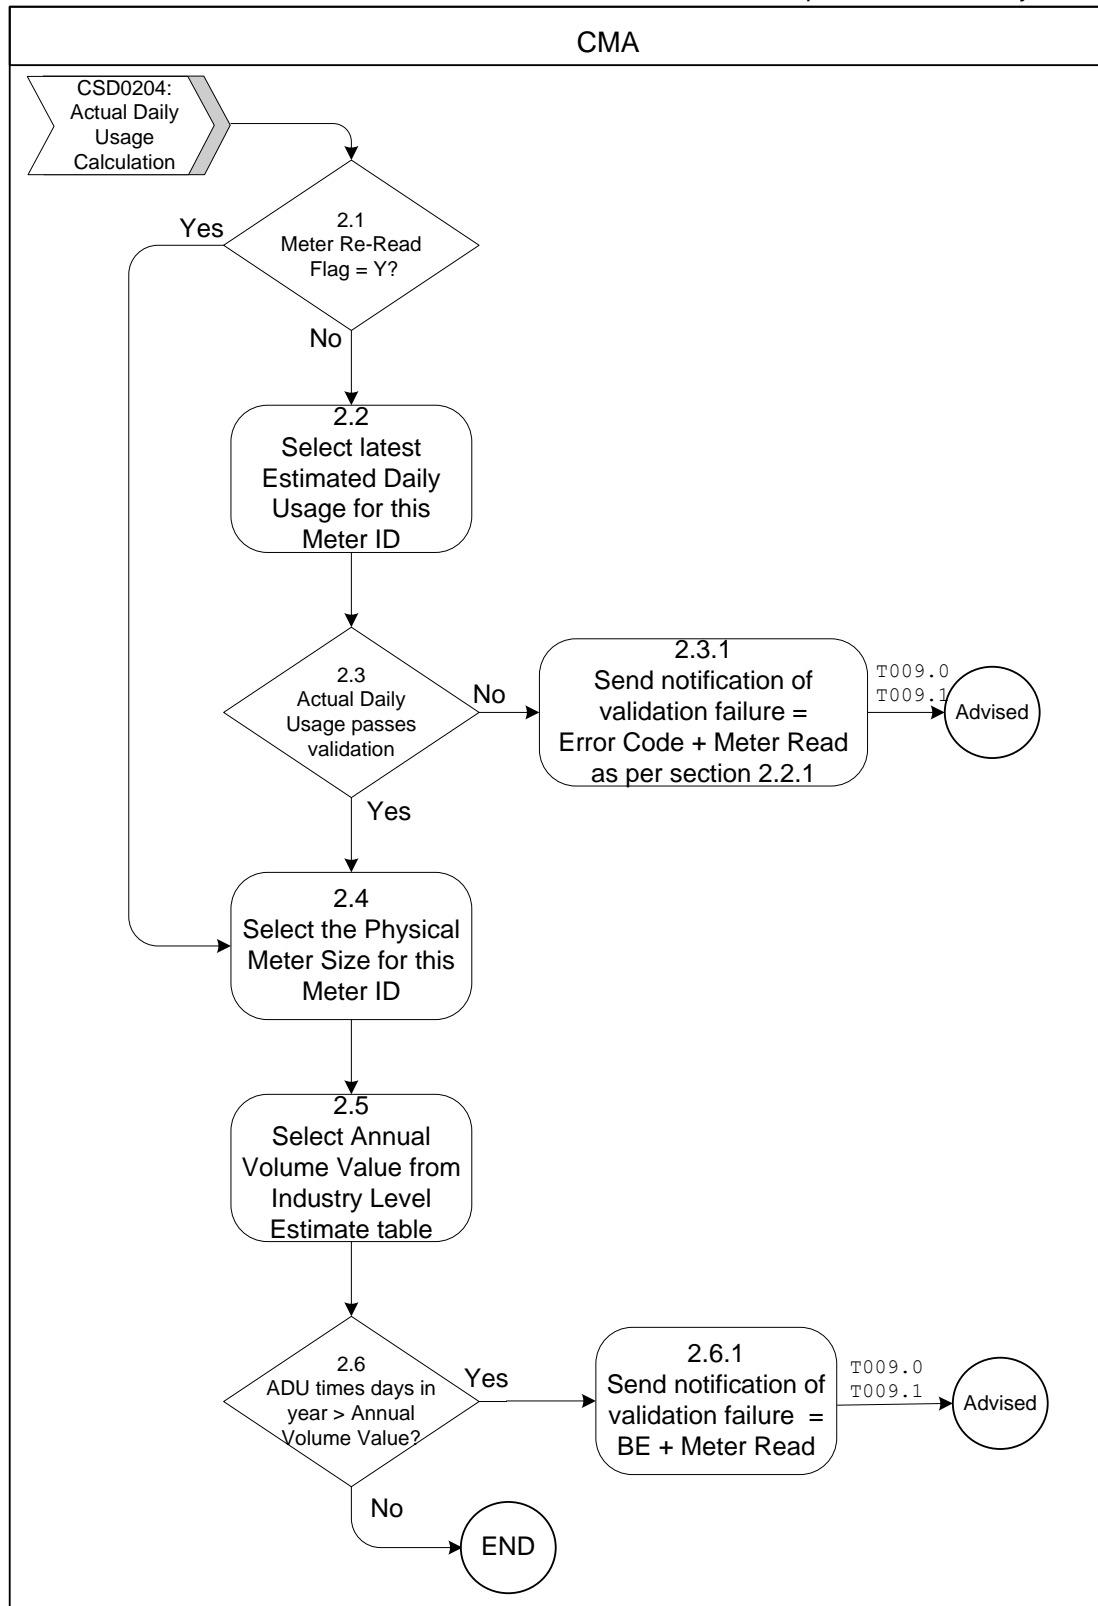 CMA
CSD0204:
Actual Daily
Usage
Calculation
2.1
Meter Re-Read
Flag = Y?
Yes
No
2.2
Select latest
Estimated Daily
Usage for this
Meter ID
2.3
Actual Daily
Usage passes
validation
No
Yes
2.3.1
Send notification of
validation failure =
Error Code + Meter Read
as per section 2.2.1
T009.0
T009.1
Advised
2.4
Select the Physical
Meter Size for this
Meter ID
2.5
Select Annual
Volume Value from
Industry Level
Estimate table
2.6
ADU times days in
year > Annual
Volume Value?
Yes
No
2.6.1
Send notification of
validation failure =
BE + Meter Read
T009.0
T009.1
Advised
END